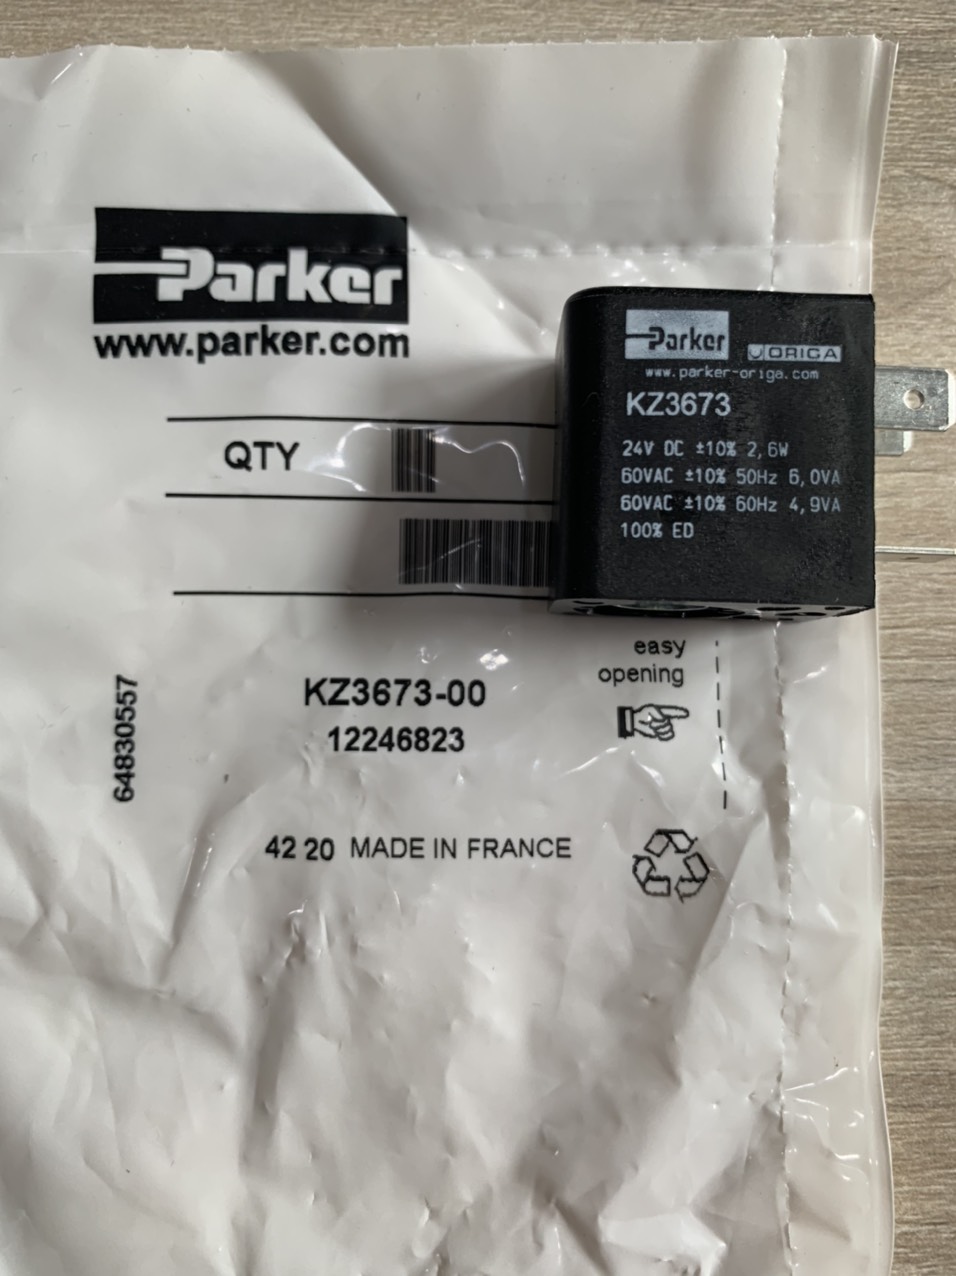 Parker
www.parker.com
QTY
Parker
ORIGA
www.parker-origa.com
KZ3673
24V DC ±10% 2,6W
60VAC ±10% 50Hz 6,0VA
60VAC ±10% 60Hz 4,9VA
100% ED
easy
opening
KZ3673-00
12246823
64830557
42 20 MADE IN FRANCE